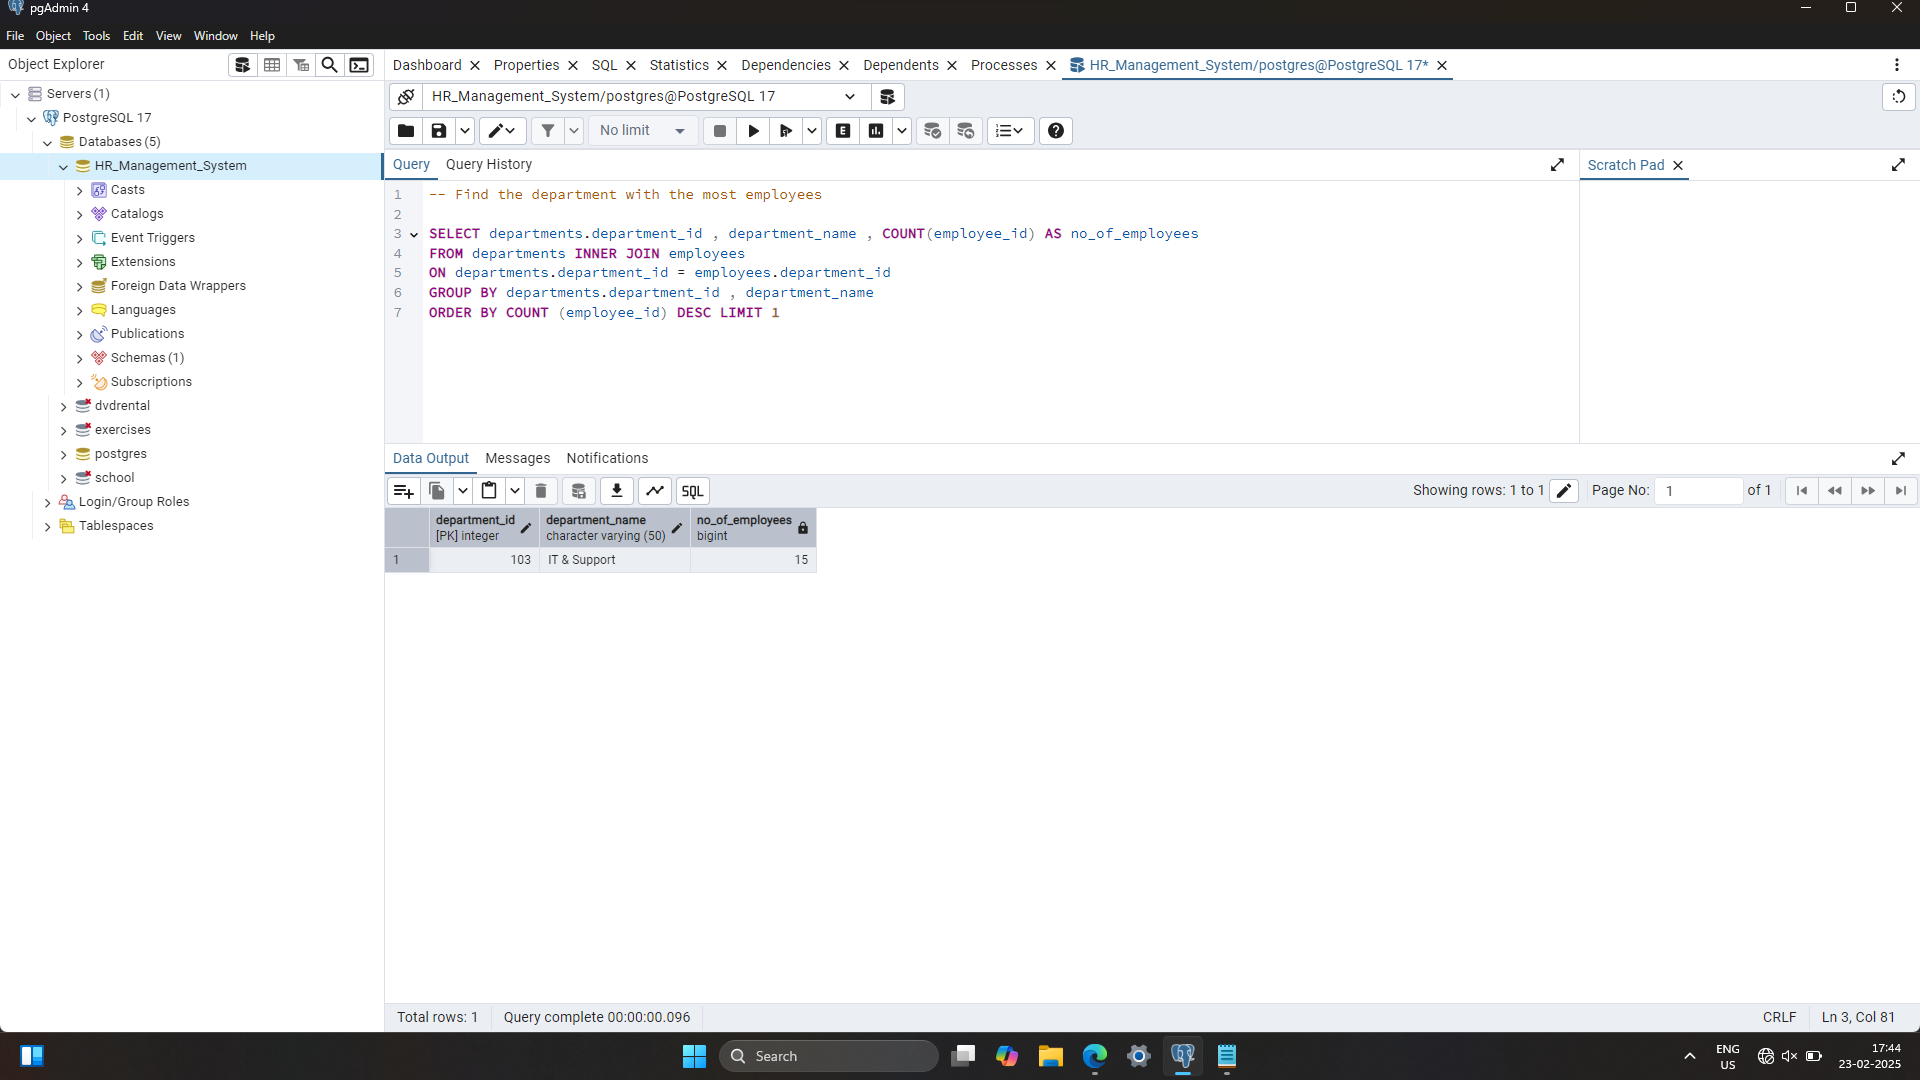 pgAdmin 4
File Object Tools Edit View Window Help
Object Explorer
Dashboard Properties SQL Statistics Dependencies Dependents Processes HR_Management_System/postgres@PostgreSQL 17*
Servers (1)
PostgreSQL 17
Databases (5)
HR_Management_System
Casts
Catalogs
Event Triggers
Extensions
Foreign Data Wrappers
Languages
Publications
Schemas (1)
Subscriptions
dvdrental
exercises
postgres
school
Login/Group Roles
Tablespaces
HR_Management_System/postgres@PostgreSQL 17
No limit
E
Query Query History
Scratch Pad
1 -- Find the department with the most employees
2
3 SELECT departments.department_id , department_name , COUNT(employee_id) AS no_of_employees
4 FROM departments INNER JOIN employees
5 ON departments.department_id = employees.department_id
6 GROUP BY departments.department_id , department_name
7 ORDER BY COUNT (employee_id) DESC LIMIT 1
Data Output Messages Notifications
SQL
Showing rows: 1 to 1 Page No: 1 of 1
department_id department_name no_of_employees
[PK] integer character varying (50) bigint
1 103 IT & Support 15
Total rows: 1 Query complete 00:00:00.096 CRLF Ln 3, Col 81
Search
ENG
US
17:44
23-02-2025